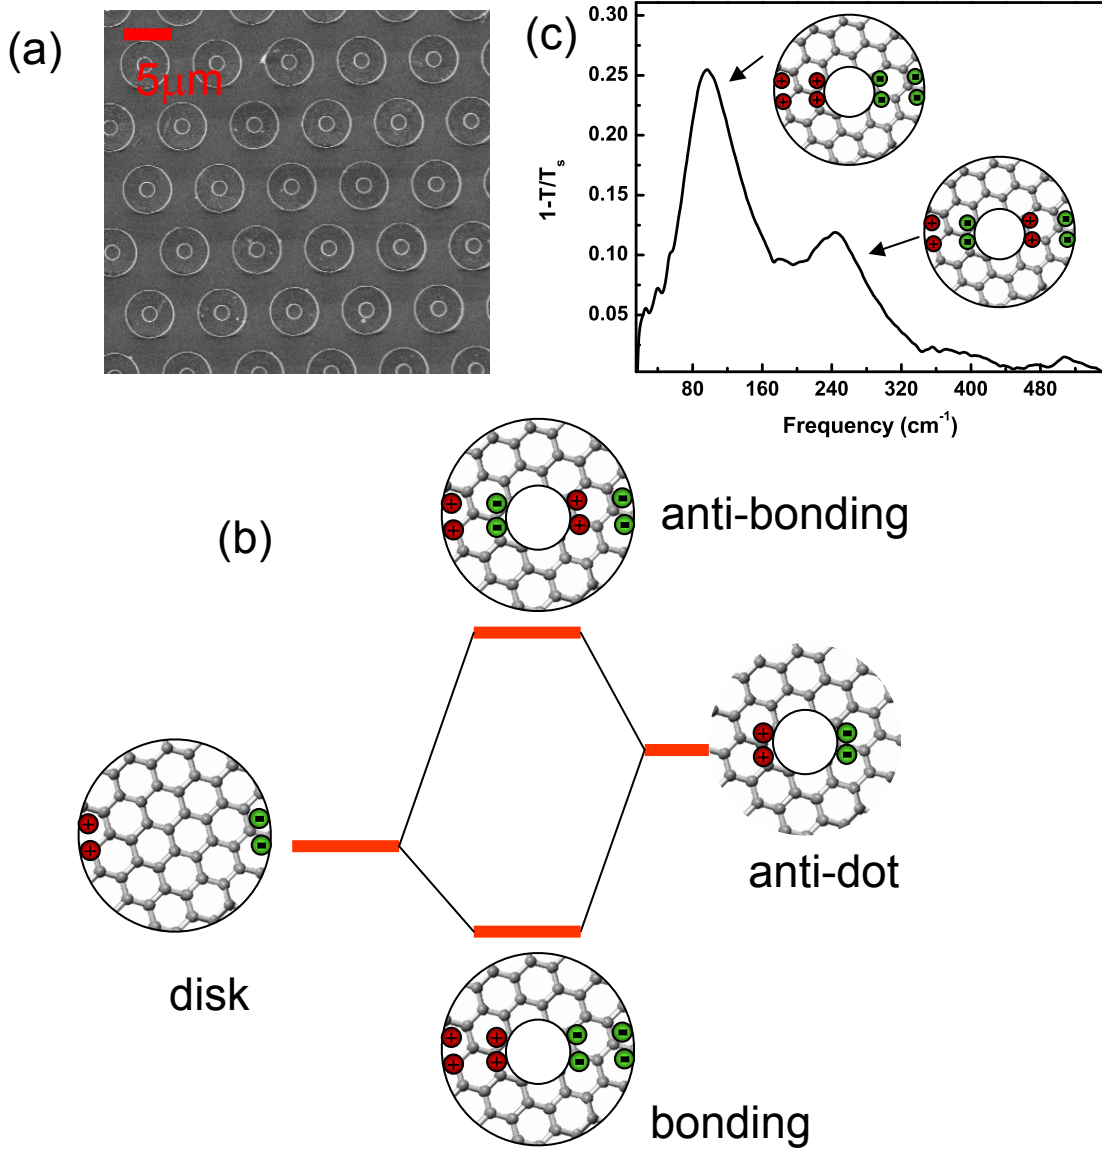 (a)
5μm
(c)
0.30
0.25
0.20
0.15
0.10
0.05
1-T/Ts
80 160 240 320 400 480
Frequency (cm-1)
(b)
anti-bonding
anti-dot
disk
bonding